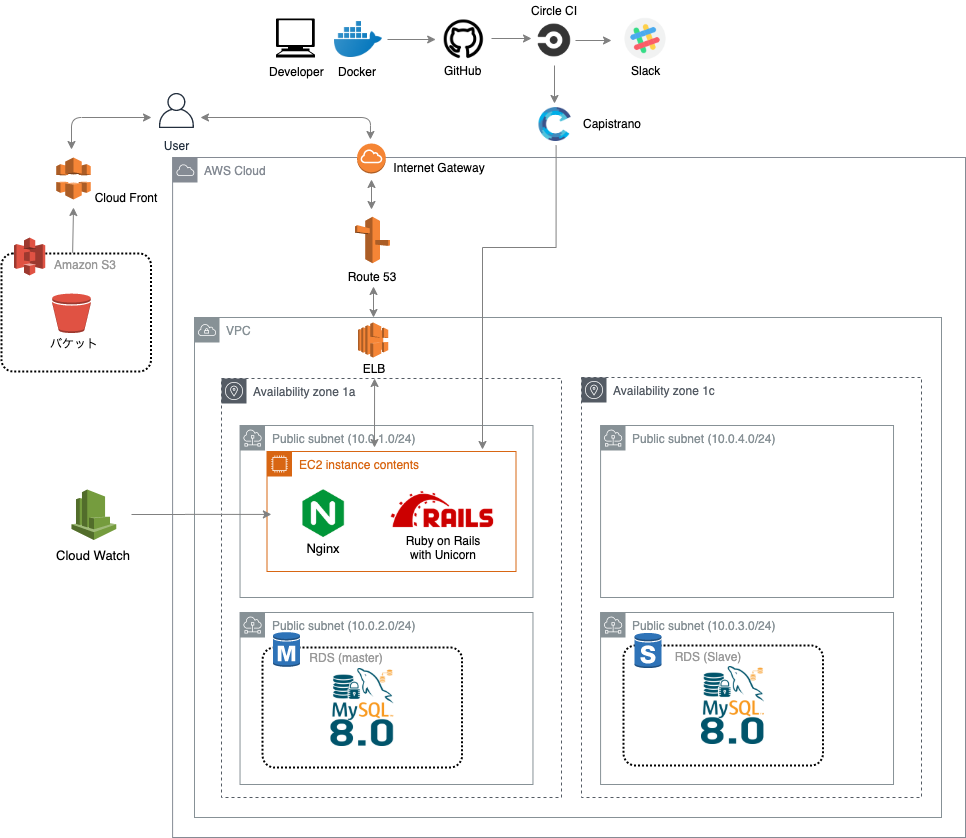 Circle CI
Developer
Docker
GitHub
Slack
Capistrano
User
Internet Gateway
AWS Cloud
Cloud Front
Amazon S3
バケット
Route 53
VPC
ELB
Availability zone 1a
Availability zone 1c
Public subnet (10.0.1.0/24)
Public subnet (10.0.4.0/24)
EC2 instance contents
N
RAILS
Nginx
Ruby on Rails
with Unicorn
Cloud Watch
Public subnet (10.0.2.0/24)
Public subnet (10.0.3.0/24)
M
RDS (master)
S
RDS (Slave)
MySQL
8.0
MySQL
8.0